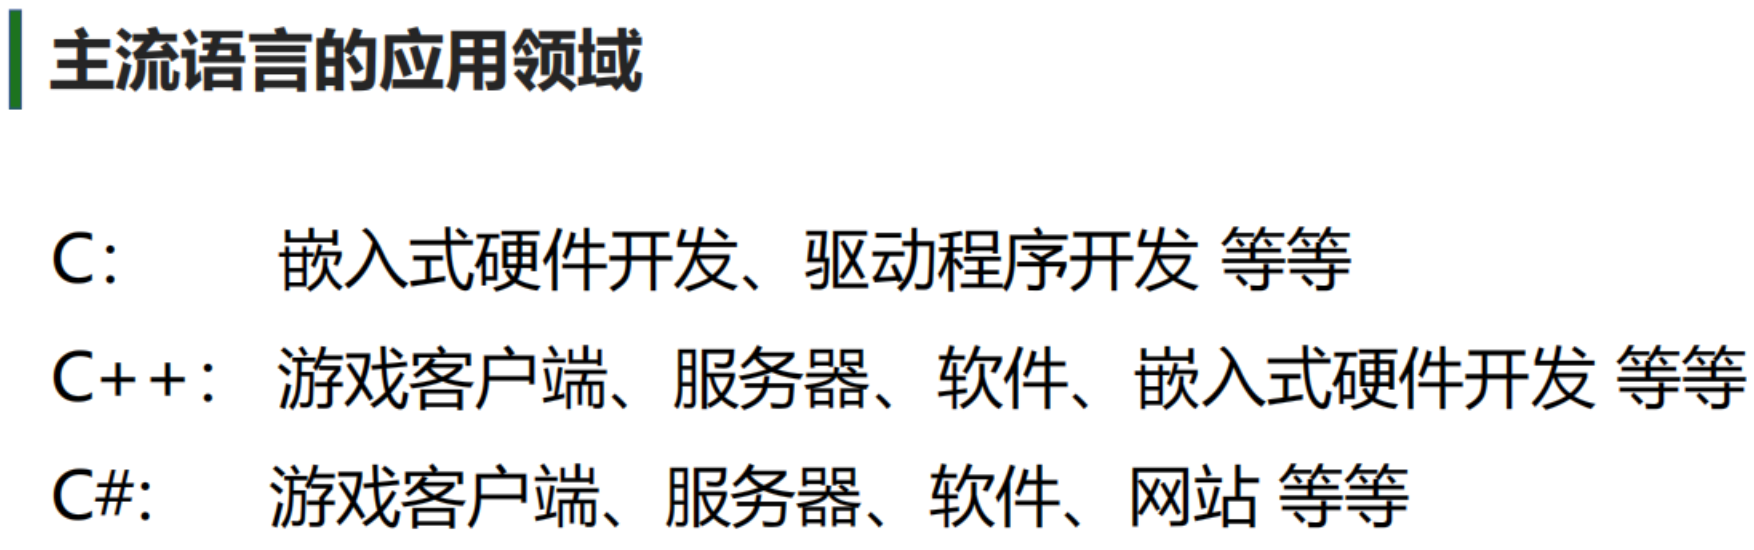 主流语言的应用领域
C： 嵌入式硬件开发、驱动程序开发 等等
C++： 游戏客户端、服务器、软件、嵌入式硬件开发 等等
C#: 游戏客户端、服务器、软件、网站 等等